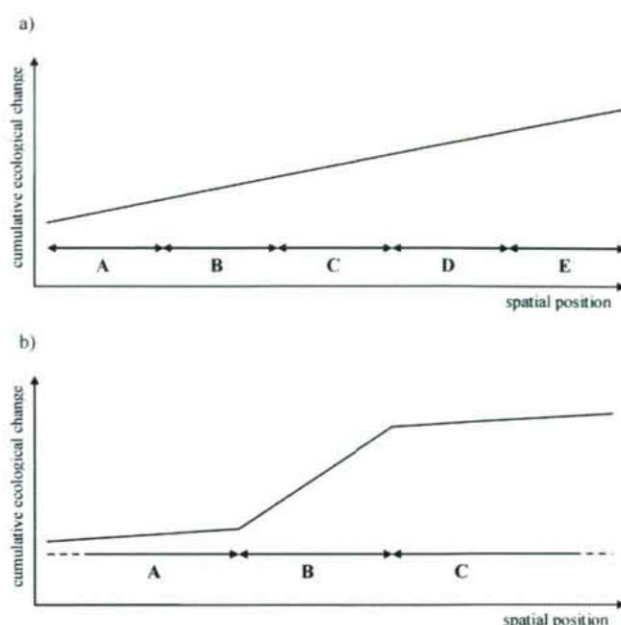 a)
cumulative ecological change
A B C D E
spatial position
b)
cumulative ecological change
A B C
spatial position